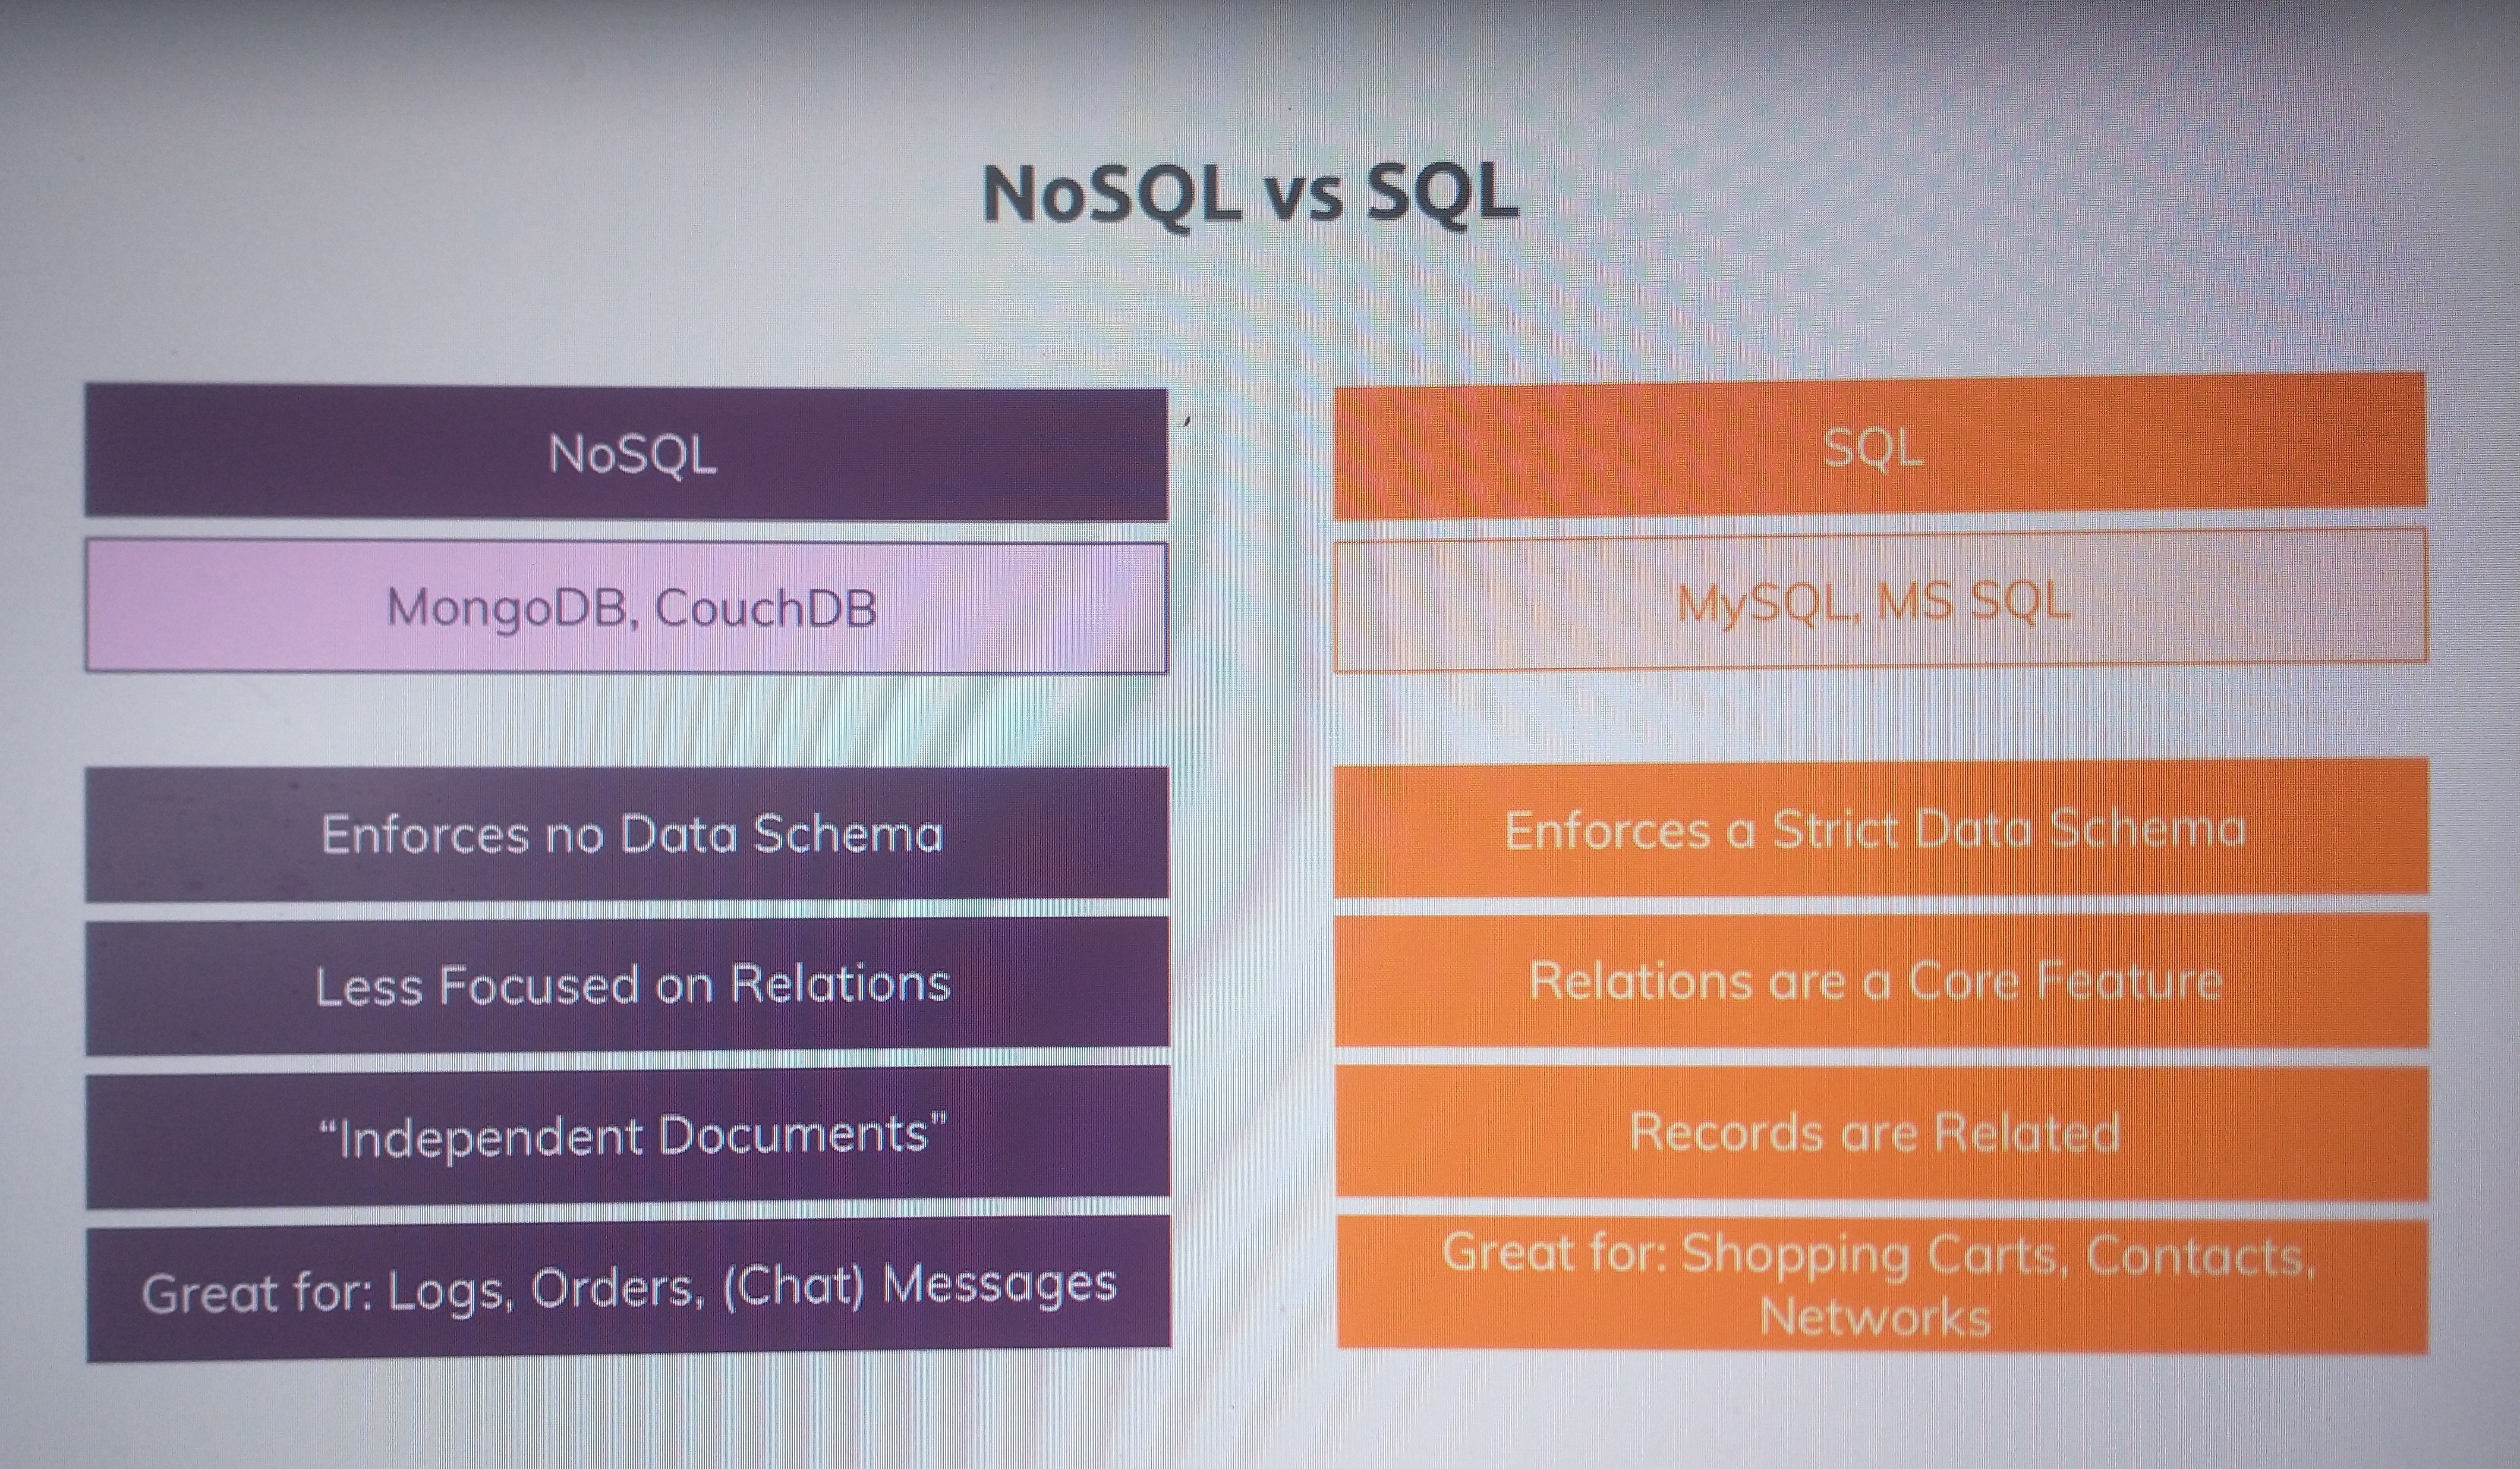 NoSQL vs SQL
NoSQL
MongoDB, CouchDB
Enforces no Data Schema
Less Focused on Relations
“Independent Documents”
Great for: Logs, Orders, (Chat) Messages
SQL
MySQL, MS SQL
Enforces a Strict Data Schema
Relations are a Core Feature
Records are Related
Great for: Shopping Carts, Contacts,
Networks